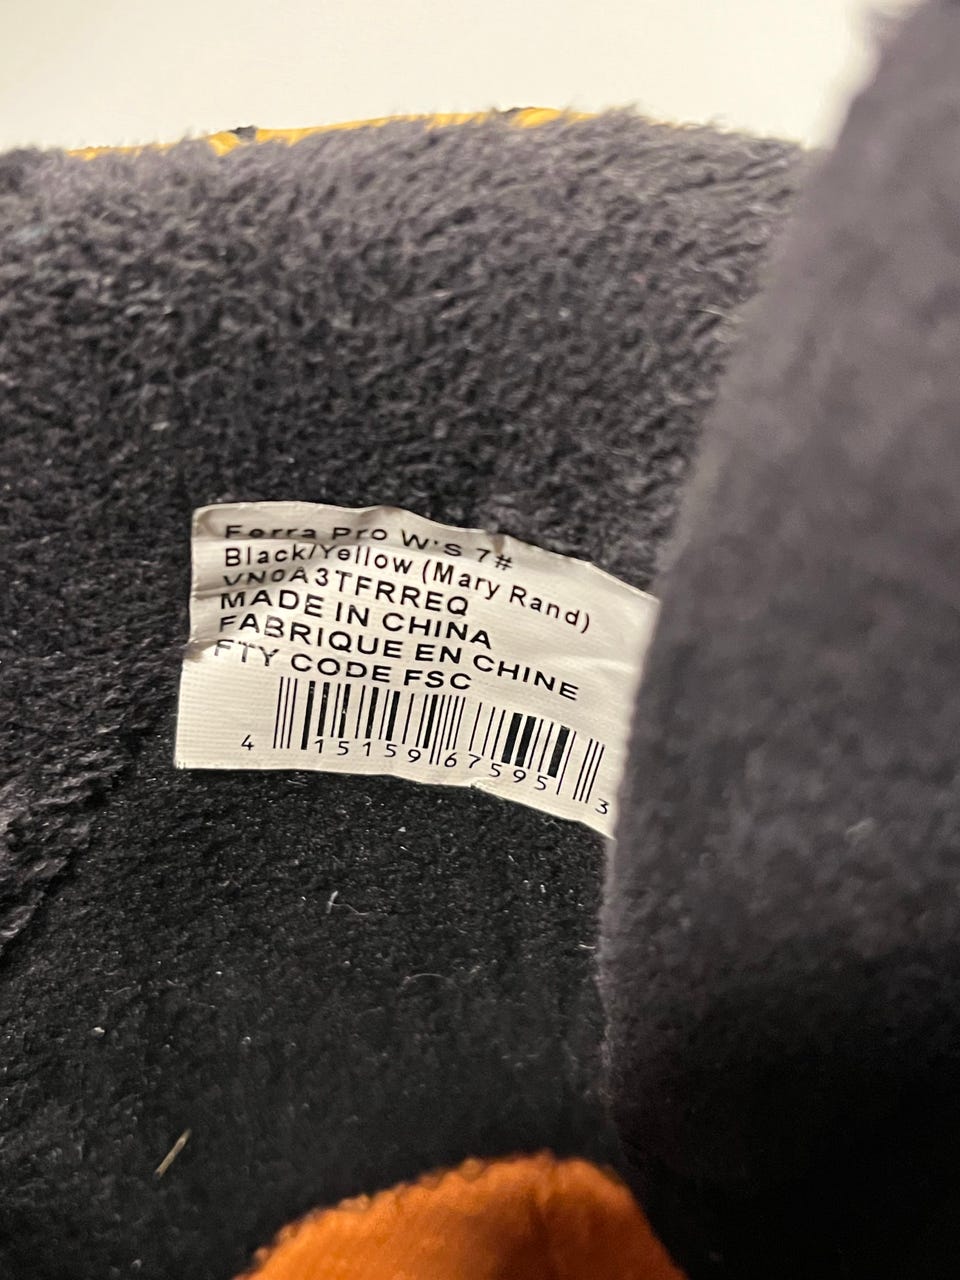 Ferra Pro W's 7#
Black/Yellow (Mary Rand)
VN0A3TFRREQ
MADE IN CHINA
FABRIQUE EN CHINE
FTY CODE FSC
4 15159 67595 3